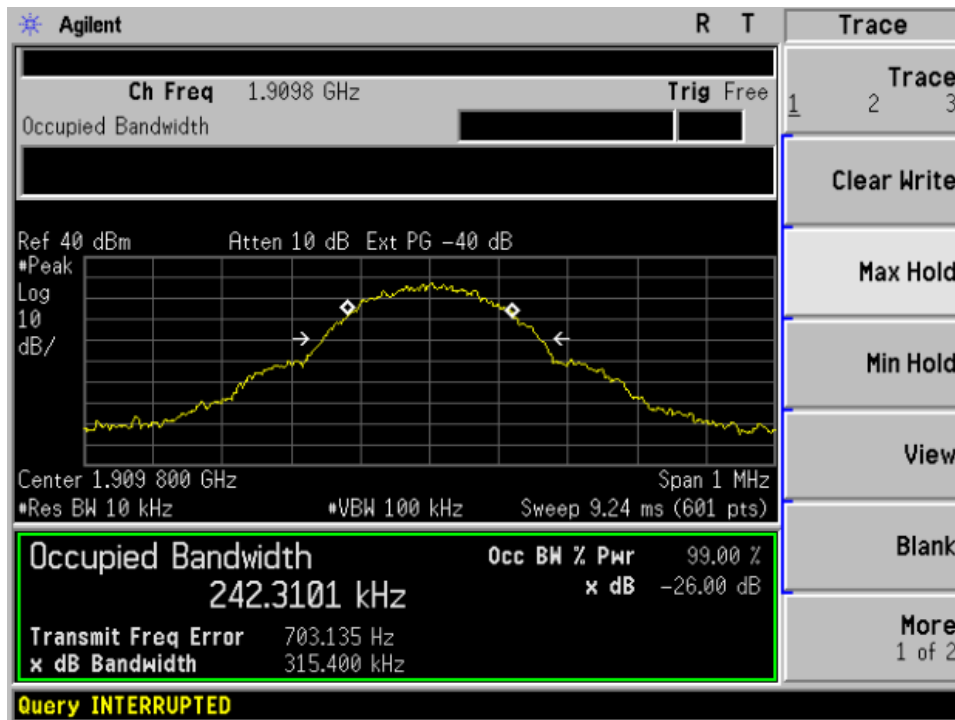 Agilent R T Trace
Ch Freq 1.9098 GHz Trig Free
Occupied Bandwidth
Trace
1 2 3
Clear Write
Max Hold
Min Hold
View
Blank
More
1 of 2
Ref 40 dBm Atten 10 dB Ext PG -40 dB
#Peak
Log
10
dB/
Center 1.909 800 GHz Span 1 MHz
#Res BW 10 kHz #VBW 100 kHz Sweep 9.24 ms (601 pts)
Occupied Bandwidth Occ BW % Pwr 99.00 %
242.3101 kHz x dB -26.00 dB
Transmit Freq Error 703.135 Hz
x dB Bandwidth 315.400 kHz
Query INTERRUPTED